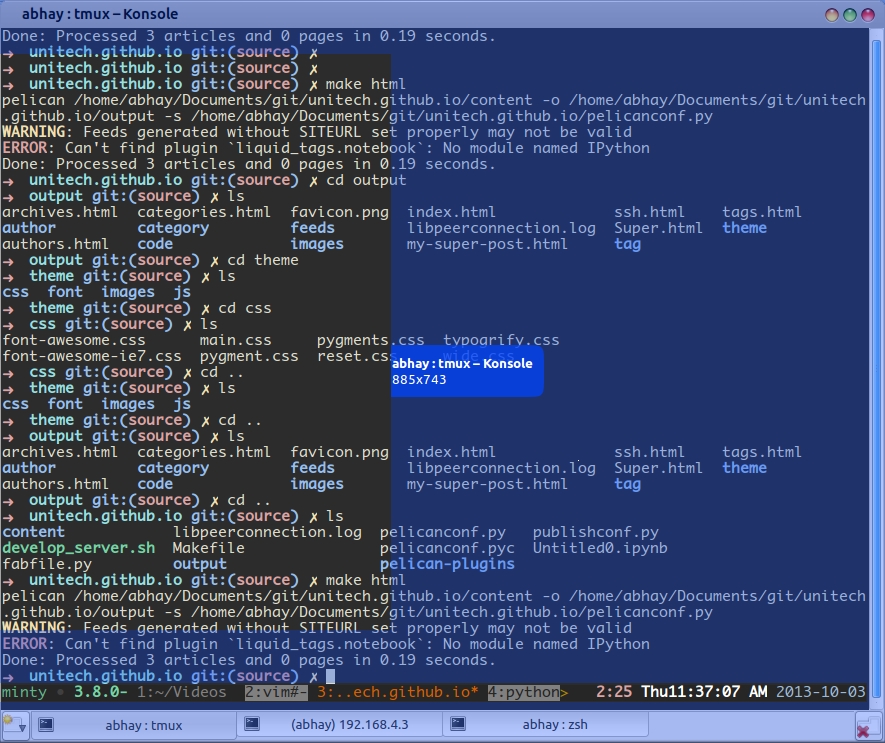 abhay : tmux – Konsole
Done: Processed 3 articles and 0 pages in 0.19 seconds.
➜  unitech.github.io git:(source) ✗
➜  unitech.github.io git:(source) ✗
➜  unitech.github.io git:(source) ✗ make html
pelican /home/abhay/Documents/git/unitech.github.io/content -o /home/abhay/Documents/git/unitech
.github.io/output -s /home/abhay/Documents/git/unitech.github.io/pelicanconf.py
WARNING: Feeds generated without SITEURL set properly may not be valid
ERROR: Can't find plugin `liquid_tags.notebook`: No module named IPython
Done: Processed 3 articles and 0 pages in 0.19 seconds.
➜  unitech.github.io git:(source) ✗ cd output
➜  output git:(source) ✗ ls
archives.html  categories.html  favicon.png  index.html             ssh.html    tags.html
author         category         feeds        libpeerconnection.log  Super.html  theme
authors.html   code             images       my-super-post.html     tag
➜  output git:(source) ✗ cd theme
➜  theme git:(source) ✗ ls
css  font  images  js
➜  theme git:(source) ✗ cd css
➜  css git:(source) ✗ ls
font-awesome.css      main.css     pygments.css  typogrify.css
font-awesome-ie7.css  pygment.css  reset.css     wide.css
abhay : tmux – Konsole
885x743
➜  css git:(source) ✗ cd ..
➜  theme git:(source) ✗ ls
css  font  images  js
➜  theme git:(source) ✗ cd ..
➜  output git:(source) ✗ ls
archives.html  categories.html  favicon.png  index.html             ssh.html    tags.html
author         category         feeds        libpeerconnection.log  Super.html  theme
authors.html   code             images       my-super-post.html     tag
➜  output git:(source) ✗ cd ..
➜  unitech.github.io git:(source) ✗ ls
content            libpeerconnection.log  pelicanconf.py   publishconf.py
develop_server.sh  Makefile               pelicanconf.pyc  Untitled0.ipynb
fabfile.py         output                 pelican-plugins
➜  unitech.github.io git:(source) ✗ make html
pelican /home/abhay/Documents/git/unitech.github.io/content -o /home/abhay/Documents/git/unitech
.github.io/output -s /home/abhay/Documents/git/unitech.github.io/pelicanconf.py
WARNING: Feeds generated without SITEURL set properly may not be valid
ERROR: Can't find plugin `liquid_tags.notebook`: No module named IPython
Done: Processed 3 articles and 0 pages in 0.19 seconds.
➜  unitech.github.io git:(source) ✗
minty • 3.8.0- 1:~/Videos  2:vim#- 3:..ech.github.io* 4:python>   2:25 Thu11:37:07 AM 2013-10-03
abhay : tmux  (abhay) 192.168.4.3  abhay : zsh